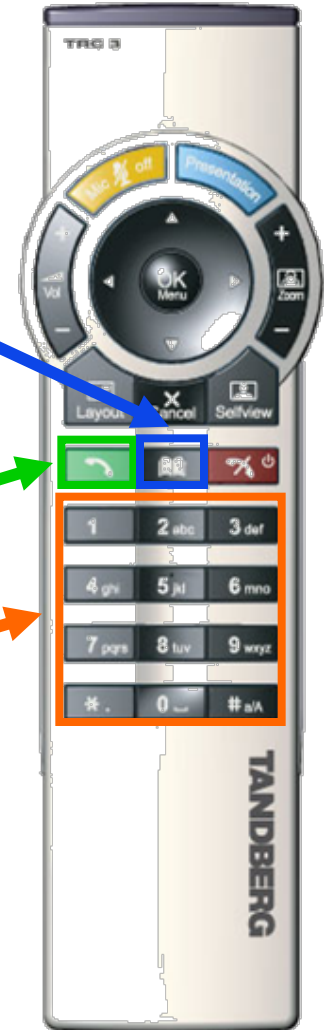 TRC 3
Mic off
Presentation
+
+
Vol
OK
Menu
Zoom
-
-
Layout
X
Cancel
Selfview
1
2 abc
3 def
4 ghi
5 jkl
6 mno
7 pqrs
8 tuv
9 wxyz
* .
0 ⎵
# a/A
TANDBERG